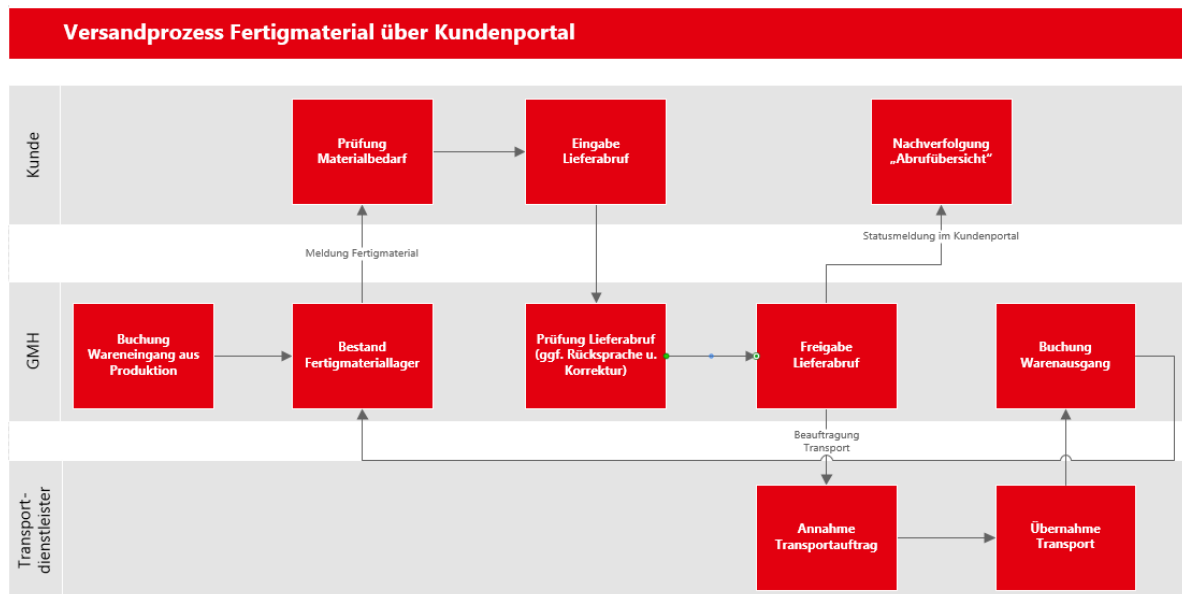 Versandprozess Fertigmaterial über Kundenportal
Kunde
Prüfung
Materialbedarf
Eingabe
Lieferabruf
Nachverfolgung
„Abrufübersicht“
Meldung Fertigmaterial
Statusmeldung im Kundenportal
GMH
Buchung
Wareneingang aus
Produktion
Bestand
Fertigmateriallager
Prüfung Lieferabruf
(ggf. Rücksprache u.
Korrektur)
Freigabe
Lieferabruf
Buchung
Warenausgang
Beauftragung
Transport
Transport-
dienstleister
Annahme
Transportauftrag
Übernahme
Transport